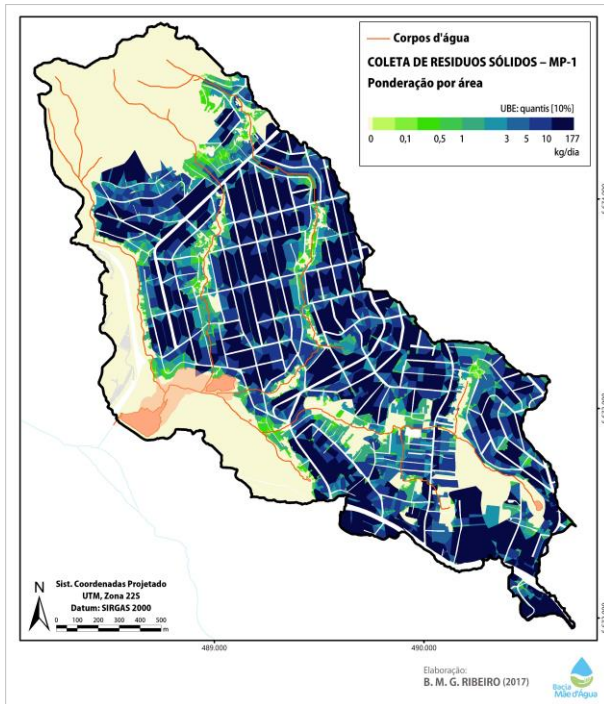 Corpos d'água
COLETA DE RESIDUOS SÓLIDOS – MP-1
Ponderação por área
UBE: quantis [10%]
0 0,1 0,5 1 3 5 10 177
kg/dia
N
Sist. Coordenadas Projetado
UTM, Zona 22S
Datum: SIRGAS 2000
0 100 200 300 400 500
m
489.000 490.000
Elaboração:
B. M. G. RIBEIRO (2017)
Bacia
Mãe d'Água